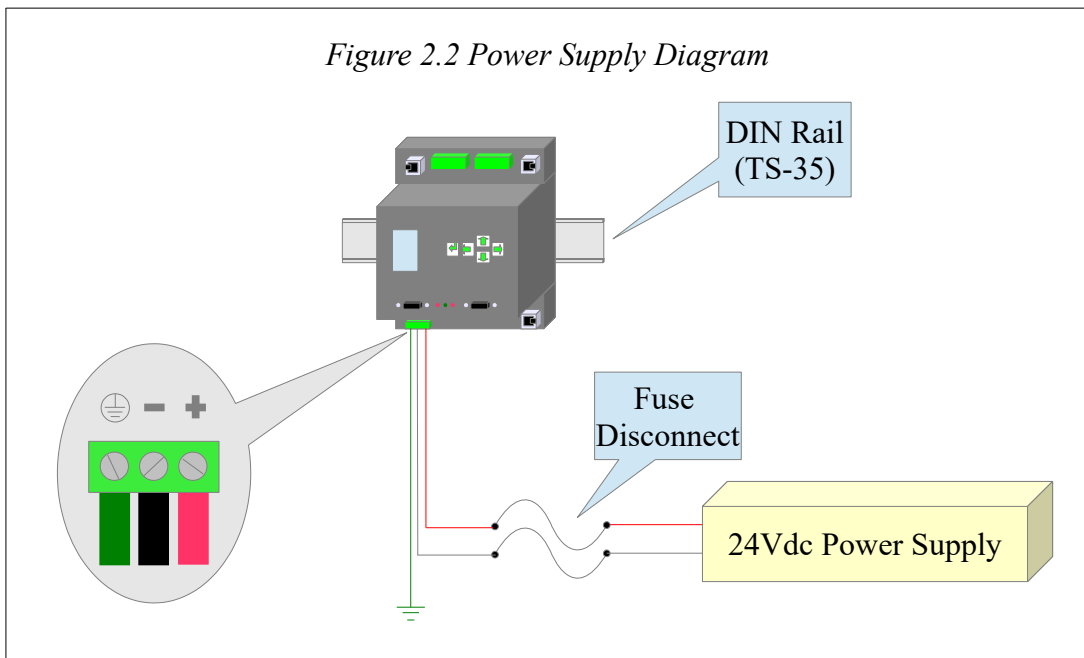 Figure 2.2 Power Supply Diagram
DIN Rail
(TS-35)
Fuse
Disconnect
24Vdc Power Supply